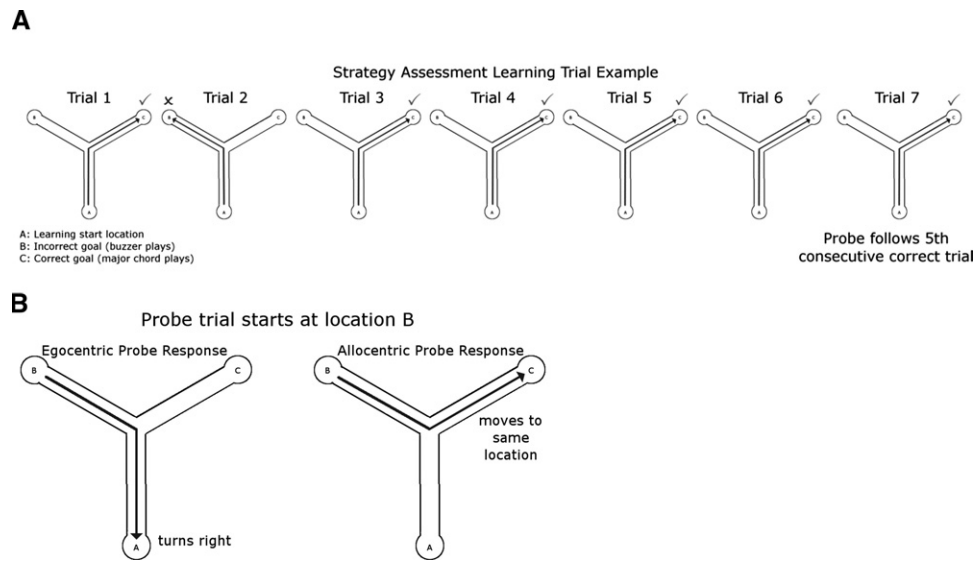 A
Strategy Assessment Learning Trial Example
Trial 1 Trial 2 Trial 3 Trial 4 Trial 5 Trial 6 Trial 7
B C B C B C B C B C B C B C
A A A A A A A
A: Learning start location
B: Incorrect goal (buzzer plays)
C: Correct goal (major chord plays)
Probe follows 5th
consecutive correct trial
B
Probe trial starts at location B
Egocentric Probe Response
B C
turns right
A
Allocentric Probe Response
B C
moves to
same
location
A